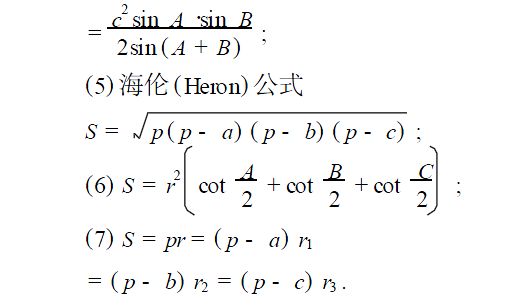 = \frac{c^2 \sin A \cdot \sin B}{2\sin(A + B)} ;
(5) 海伦(Heron)公式
S = \sqrt{p(p - a)(p - b)(p - c)} ;
(6) S = r^2 \left( \cot \frac{A}{2} + \cot \frac{B}{2} + \cot \frac{C}{2} \right) ;
(7) S = pr = (p - a) r_1
= (p - b) r_2 = (p - c) r_3 .